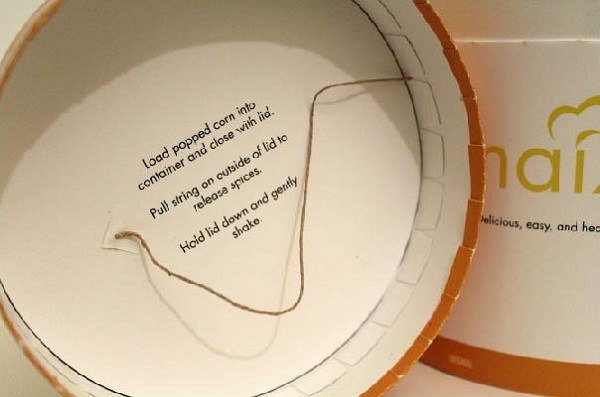 Load popped corn into
container and close with lid.
Pull string on outside of lid to
release spices.
Hold lid down and gently
shake.
nai
elicious, easy, and hea